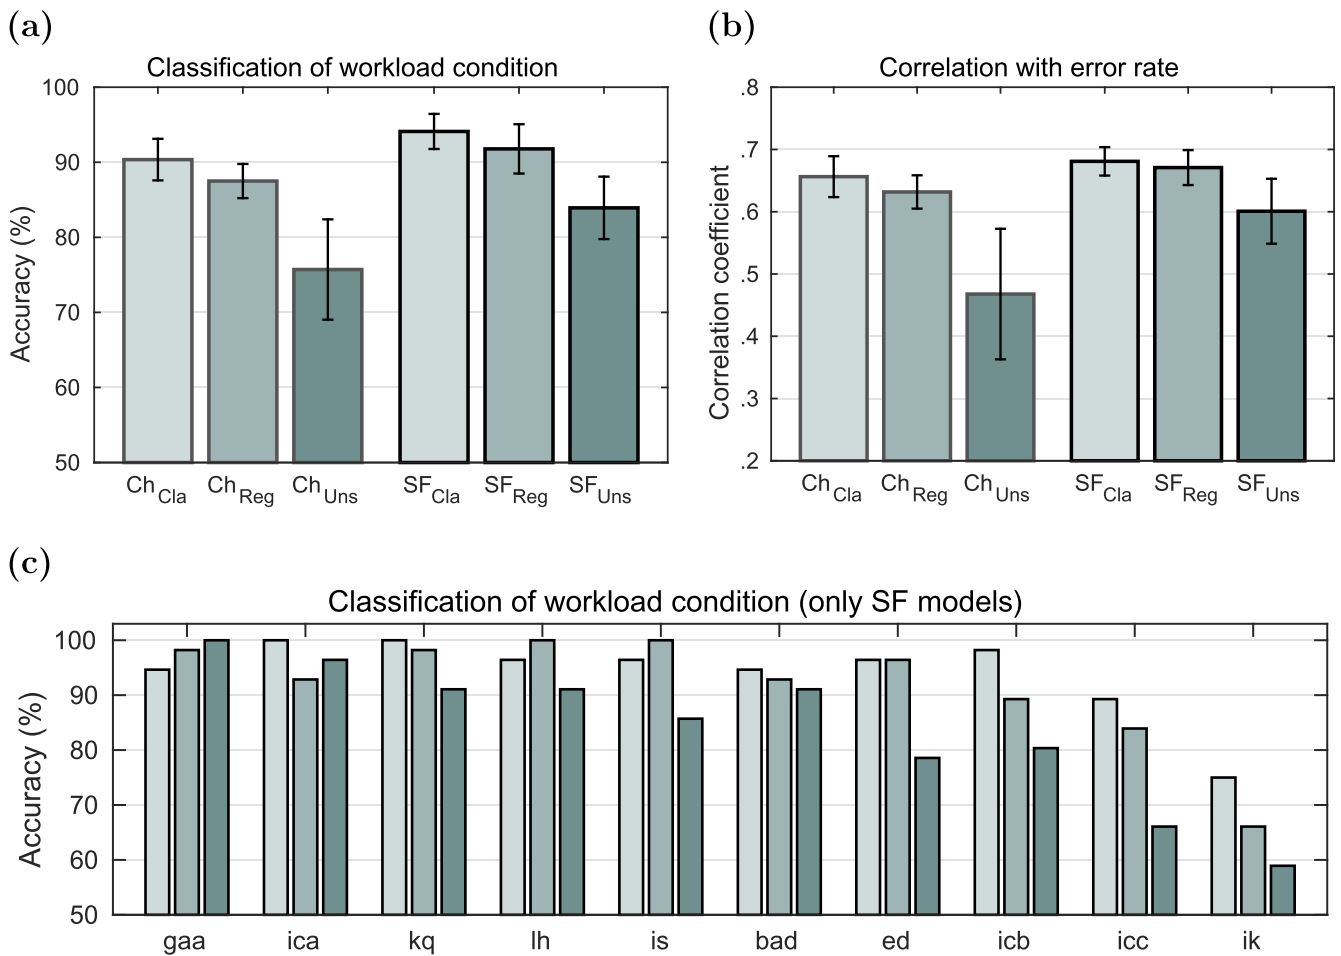 (a)
Classification of workload condition
Accuracy (%)
100
90
80
70
60
50
Ch Cla Ch Reg Ch Uns SF Cla SF Reg SF Uns
(b)
Correlation with error rate
Correlation coefficient
.8
.7
.6
.5
.4
.3
.2
Ch Cla Ch Reg Ch Uns SF Cla SF Reg SF Uns
(c)
Classification of workload condition (only SF models)
Accuracy (%)
100
90
80
70
60
50
gaa ica kq lh is bad ed icb icc ik